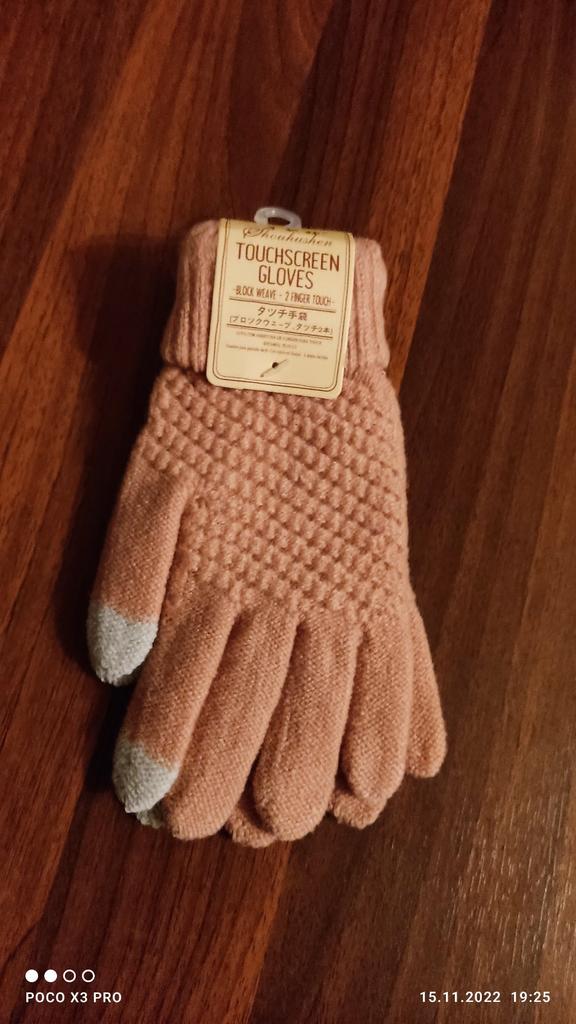 Shouhushen
TOUCHSCREEN
GLOVES
-BLOCK WEAVE - 2 FINGER TOUCH-
タッチ手袋
(ブロックウェーブ タッチ2本)
POCO X3 PRO
15.11.2022 19:25